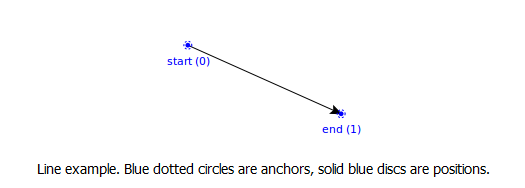 start (0)
end (1)
Line example. Blue dotted circles are anchors, solid blue discs are positions.